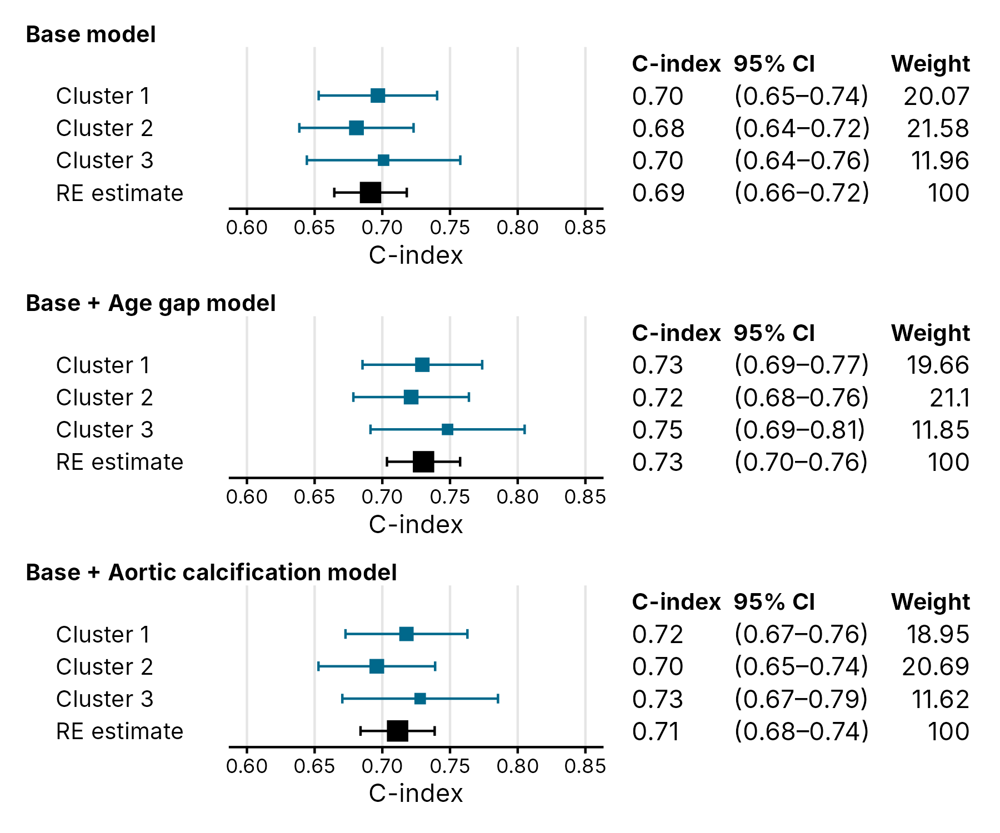 Base model
C-index 95% CI Weight
Cluster 1 0.70 (0.65–0.74) 20.07
Cluster 2 0.68 (0.64–0.72) 21.58
Cluster 3 0.70 (0.64–0.76) 11.96
RE estimate 0.69 (0.66–0.72) 100
0.60 0.65 0.70 0.75 0.80 0.85
C-index
Base + Age gap model
C-index 95% CI Weight
Cluster 1 0.73 (0.69–0.77) 19.66
Cluster 2 0.72 (0.68–0.76) 21.1
Cluster 3 0.75 (0.69–0.81) 11.85
RE estimate 0.73 (0.70–0.76) 100
0.60 0.65 0.70 0.75 0.80 0.85
C-index
Base + Aortic calcification model
C-index 95% CI Weight
Cluster 1 0.72 (0.67–0.76) 18.95
Cluster 2 0.70 (0.65–0.74) 20.69
Cluster 3 0.73 (0.67–0.79) 11.62
RE estimate 0.71 (0.68–0.74) 100
0.60 0.65 0.70 0.75 0.80 0.85
C-index